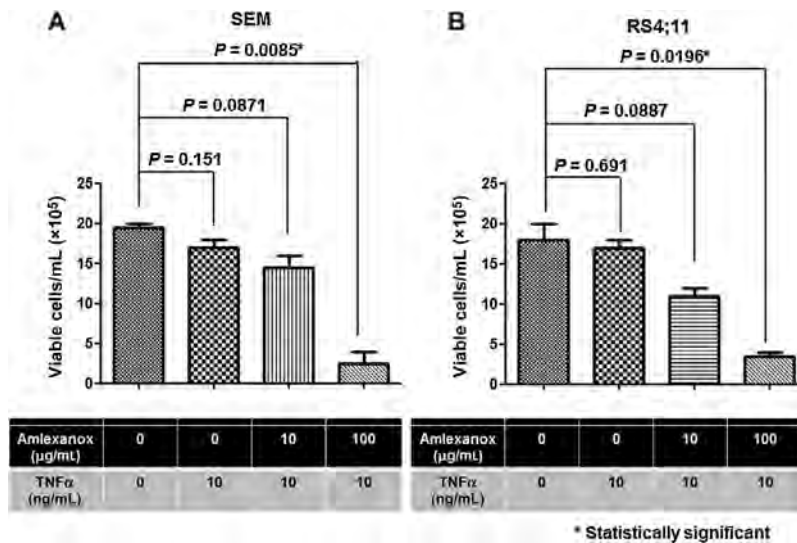 A
SEM
P = 0.0085*
P = 0.0871
P = 0.151
Viable cells/mL (×10⁵)
25
20
15
10
5
0
Amlexanox (μg/mL) 0 0 10 100
TNFα (ng/mL) 0 10 10 10
B
RS4;11
P = 0.0196*
P = 0.0887
P = 0.691
Viable cells/mL (×10⁵)
25
20
15
10
5
0
Amlexanox (μg/mL) 0 0 10 100
TNFα (ng/mL) 0 10 10 10
* Statistically significant